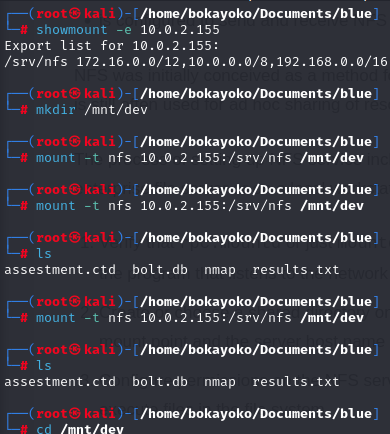 ┌──(root㉿kali)-[/home/bokayoko/Documents/blue]
└─# showmount -e 10.0.2.155
Export list for 10.0.2.155:
/srv/nfs 172.16.0.0/12,10.0.0.0/8,192.168.0.0/16
┌──(root㉿kali)-[/home/bokayoko/Documents/blue]
└─# mkdir /mnt/dev
┌──(root㉿kali)-[/home/bokayoko/Documents/blue]
└─# mount -t nfs 10.0.2.155:/srv/nfs /mnt/dev
┌──(root㉿kali)-[/home/bokayoko/Documents/blue]
└─# mount -t nfs 10.0.2.155:/srv/nfs /mnt/dev
┌──(root㉿kali)-[/home/bokayoko/Documents/blue]
└─# ls
assestment.ctd  bolt.db  nmap  results.txt
┌──(root㉿kali)-[/home/bokayoko/Documents/blue]
└─# mount -t nfs 10.0.2.155:/srv/nfs /mnt/dev
┌──(root㉿kali)-[/home/bokayoko/Documents/blue]
└─# ls
assestment.ctd  bolt.db  nmap  results.txt
┌──(root㉿kali)-[/home/bokayoko/Documents/blue]
└─# cd /mnt/dev